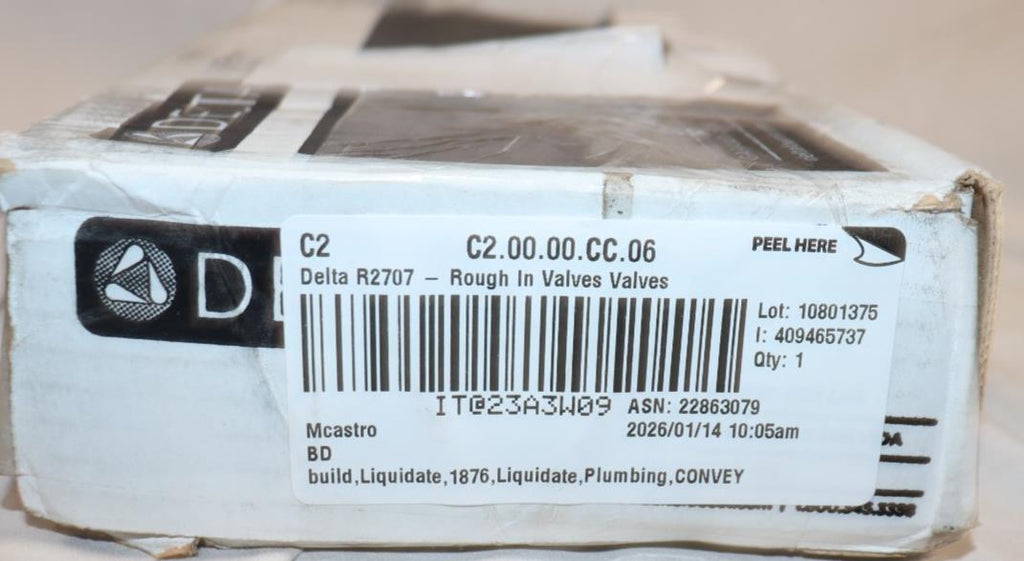 C2 C2.00.00.CC.06 PEEL HERE
Delta R2707 – Rough In Valves Valves
Lot: 10801375
I: 409465737
Qty: 1
IT@23A3W09 ASN: 22863079
Mcastro 2026/01/14 10:05am
BD
build,Liquidate,1876,Liquidate,Plumbing,CONVEY